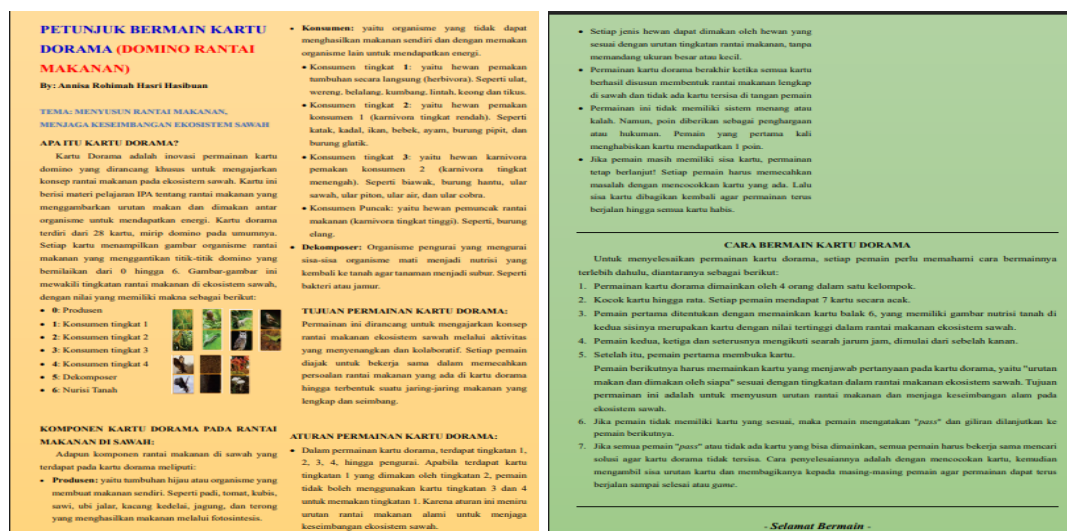 PETUNJUK BERMAIN KARTU
DORAMA (DOMINO RANTAI
MAKANAN)
By: Annisa Rohimah Hasri Hasibuan
TEMA: MENYUSUN RANTAI MAKANAN,
MENJAGA KESEIMBANGAN EKOSISTEM SAWAH
APA ITU KARTU DORAMA?
Kartu Dorama adalah inovasi permainan kartu
domino yang dirancang khusus untuk mengajarkan
konsep rantai makanan pada ekosistem sawah. Kartu ini
berisi materi pelajaran IPA tentang rantai makanan yang
menggambarkan urutan makan dan dimakan antar
organisme untuk mendapatkan energi. Kartu dorama
terdiri dari 28 kartu, mirip domino pada umumnya.
Setiap kartu menampilkan gambar organisme rantai
makanan yang menggantikan titik-titik domino yang
bernilaikan dari 0 hingga 6. Gambar-gambar ini
mewakili tingkatan rantai makanan di ekosistem sawah,
dengan nilai yang memiliki makna sebagai berikut:
• 0: Produsen
• 1: Konsumen tingkat 1
• 2: Konsumen tingkat 2
• 3: Konsumen tingkat 3
• 4: Konsumen tingkat 4
• 5: Dekomposer
• 6: Nurisi Tanah
KOMPONEN KARTU DORAMA PADA RANTAI
MAKANAN DI SAWAH:
Adapun komponen rantai makanan di sawah yang
terdapat pada kartu dorama meliputi:
• Produsen: yaitu tumbuhan hijau atau organisme yang
membuat makanan sendiri. Seperti padi, tomat, kubis,
sawi, ubi jalar, kacang kedelai, jagung, dan terong
yang menghasilkan makanan melalui fotosintesis.
• Konsumen: yaitu organisme yang tidak dapat
menghasilkan makanan sendiri dan dengan memakan
organisme lain untuk mendapatkan energi.
• Konsumen tingkat 1: yaitu hewan pemakan
tumbuhan secara langsung (herbivora). Seperti ulat,
wereng, belalang, kumbang, lintah, keong dan tikus.
• Konsumen tingkat 2: yaitu hewan pemakan
konsumen 1 (karnivora tingkat rendah). Seperti
katak, kadal, ikan, bebek, ayam, burung pipit, dan
burung glatik.
• Konsumen tingkat 3: yaitu hewan karnivora
pemakan konsumen 2 (karnivora tingkat
menengah). Seperti biawak, burung hantu, ular
sawah, ular piton, ular air, dan ular cobra.
• Konsumen Puncak: yaitu hewan pemuncak rantai
makanan (karnivora tingkat tinggi). Seperti, burung
elang.
• Dekomposer: Organisme pengurai yang mengurai
sisa-sisa organisme mati menjadi nutrisi yang
kembali ke tanah agar tanaman menjadi subur. Seperti
bakteri atau jamur.
TUJUAN PERMAINAN KARTU DORAMA:
Permainan ini dirancang untuk mengajarkan konsep
rantai makanan ekosistem sawah melalui aktivitas
yang menyenangkan dan kolaboratif. Setiap pemain
diajak untuk bekerja sama dalam memecahkan
persoalan rantai makanan yang ada di kartu dorama
hingga terbentuk suatu jaring-jaring makanan yang
lengkap dan seimbang.
ATURAN PERMAINAN KARTU DORAMA:
• Dalam permainan kartu dorama, terdapat tingkatan 1,
2, 3, 4, hingga pengurai. Apabila terdapat kartu
tingkatan 1 yang dimakan oleh tingkatan 2, pemain
tidak boleh menggunakan kartu tingkatan 3 dan 4
untuk memakan tingkatan 1. Karena aturan ini meniru
urutan rantai makanan alami untuk menjaga
keseimbangan ekosistem sawah.
• Setiap jenis hewan dapat dimakan oleh hewan yang
sesuai dengan urutan tingkatan rantai makanan, tanpa
memandang ukuran besar atau kecil.
• Permainan kartu dorama berakhir ketika semua kartu
berhasil disusun membentuk rantai makanan lengkap
di sawah dan tidak ada kartu tersisa di tangan pemain
• Permainan ini tidak memiliki sistem menang atau
kalah. Namun, poin diberikan sebagai penghargaan
atau hukuman. Pemain yang pertama kali
menghabiskan kartu mendapatkan 1 poin.
• Jika pemain masih memiliki sisa kartu, permainan
tetap berlanjut! Setiap pemain harus memecahkan
masalah dengan mencocokkan kartu yang ada. Lalu
sisa kartu dibagikan kembali agar permainan terus
berjalan hingga semua kartu habis.
CARA BERMAIN KARTU DORAMA
Untuk menyelesaikan permainan kartu dorama, setiap pemain perlu memahami cara bermainnya
terlebih dahulu, diantaranya sebagai berikut:
1. Permainan kartu dorama dimainkan oleh 4 orang dalam satu kelompok.
2. Kocok kartu hingga rata. Setiap pemain mendapat 7 kartu secara acak.
3. Pemain pertama ditentukan dengan memainkan kartu balak 6, yang memiliki gambar nutrisi tanah di
kedua sisinya merupakan kartu dengan nilai tertinggi dalam rantai makanan ekosistem sawah.
4. Pemain kedua, ketiga dan seterusnya mengikuti searah jarum jam, dimulai dari sebelah kanan.
5. Setelah itu, pemain pertama membuka kartu.
Pemain berikutnya harus memainkan kartu yang menjawab pertanyaan pada kartu dorama, yaitu "urutan
makan dan dimakan oleh siapa" sesuai dengan tingkatan dalam rantai makanan ekosistem sawah. Tujuan
permainan ini adalah untuk menyusun urutan rantai makanan dan menjaga keseimbangan alam pada
ekosistem sawah.
6. Jika pemain tidak memiliki kartu yang sesuai, maka pemain mengatakan "pass" dan giliran dilanjutkan ke
pemain berikutnya.
7. Jika semua pemain "pass" atau tidak ada kartu yang bisa dimainkan, semua pemain harus bekerja sama mencari
solusi agar kartu dorama tidak tersisa. Cara penyelesaiannya adalah dengan mencocokan kartu, kemudian
mengambil sisa urutan kartu dan membagikanya kepada masing-masing pemain agar permainan dapat terus
berjalan sampai selesai atau game.
- Selamat Bermain -